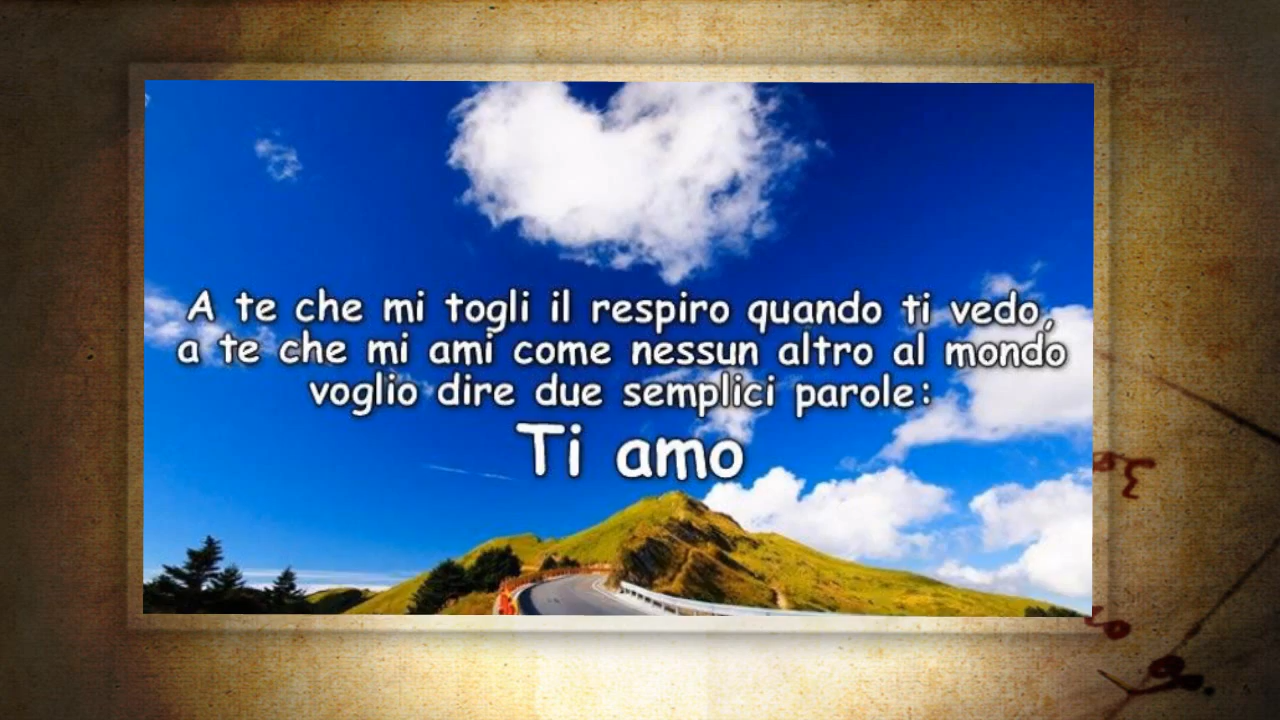 A te che mi togli il respiro quando ti vedo,
a te che mi ami come nessun altro al mondo
voglio dire due semplici parole:
Ti amo